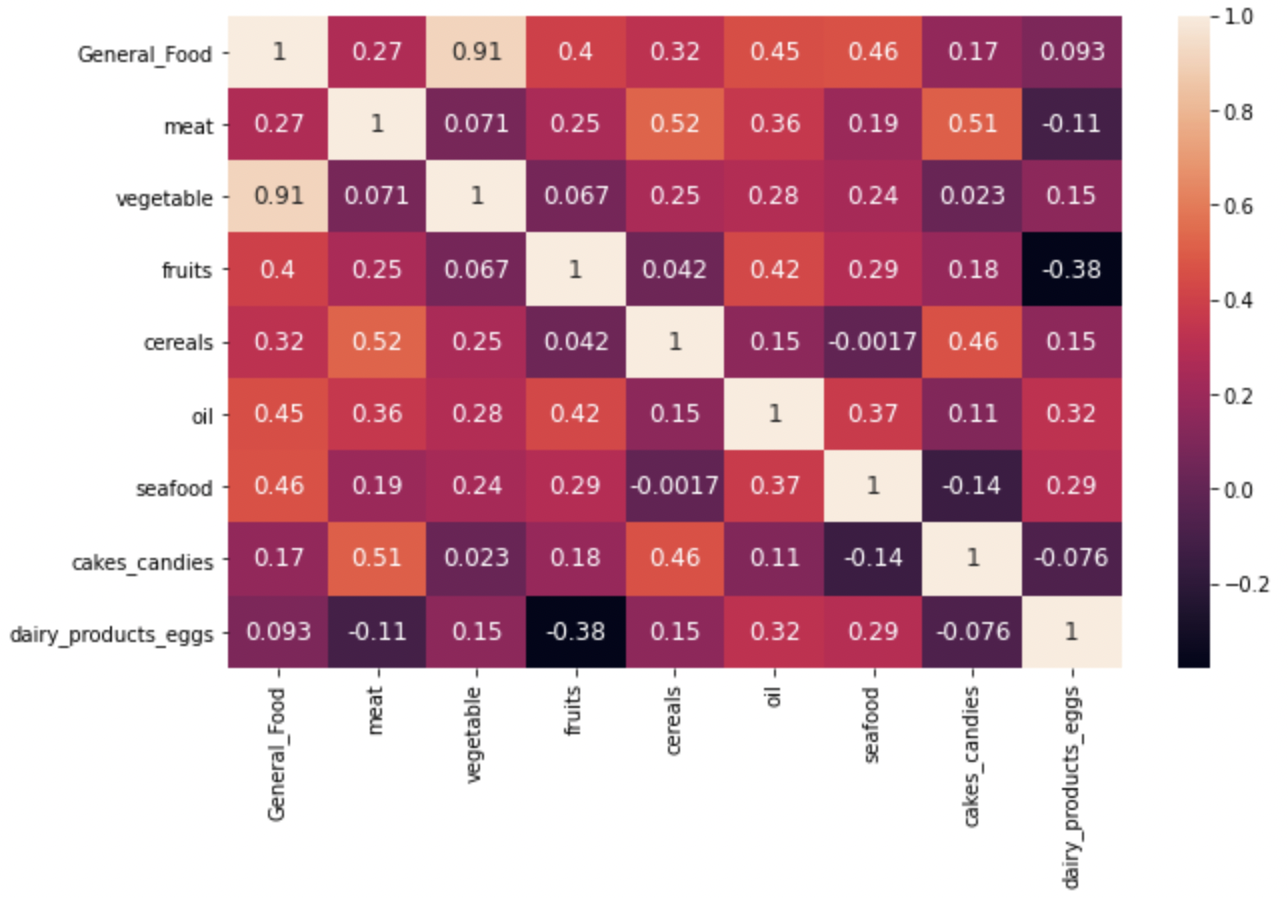 General_Food 1 0.27 0.91 0.4 0.32 0.45 0.46 0.17 0.093
meat 0.27 1 0.071 0.25 0.52 0.36 0.19 0.51 -0.11
vegetable 0.91 0.071 1 0.067 0.25 0.28 0.24 0.023 0.15
fruits 0.4 0.25 0.067 1 0.042 0.42 0.29 0.18 -0.38
cereals 0.32 0.52 0.25 0.042 1 0.15 -0.0017 0.46 0.15
oil 0.45 0.36 0.28 0.42 0.15 1 0.37 0.11 0.32
seafood 0.46 0.19 0.24 0.29 -0.0017 0.37 1 -0.14 0.29
cakes_candies 0.17 0.51 0.023 0.18 0.46 0.11 -0.14 1 -0.076
dairy_products_eggs 0.093 -0.11 0.15 -0.38 0.15 0.32 0.29 -0.076 1
General_Food
meat
vegetable
fruits
cereals
oil
seafood
cakes_candies
dairy_products_eggs
1.0
0.8
0.6
0.4
0.2
0.0
−0.2